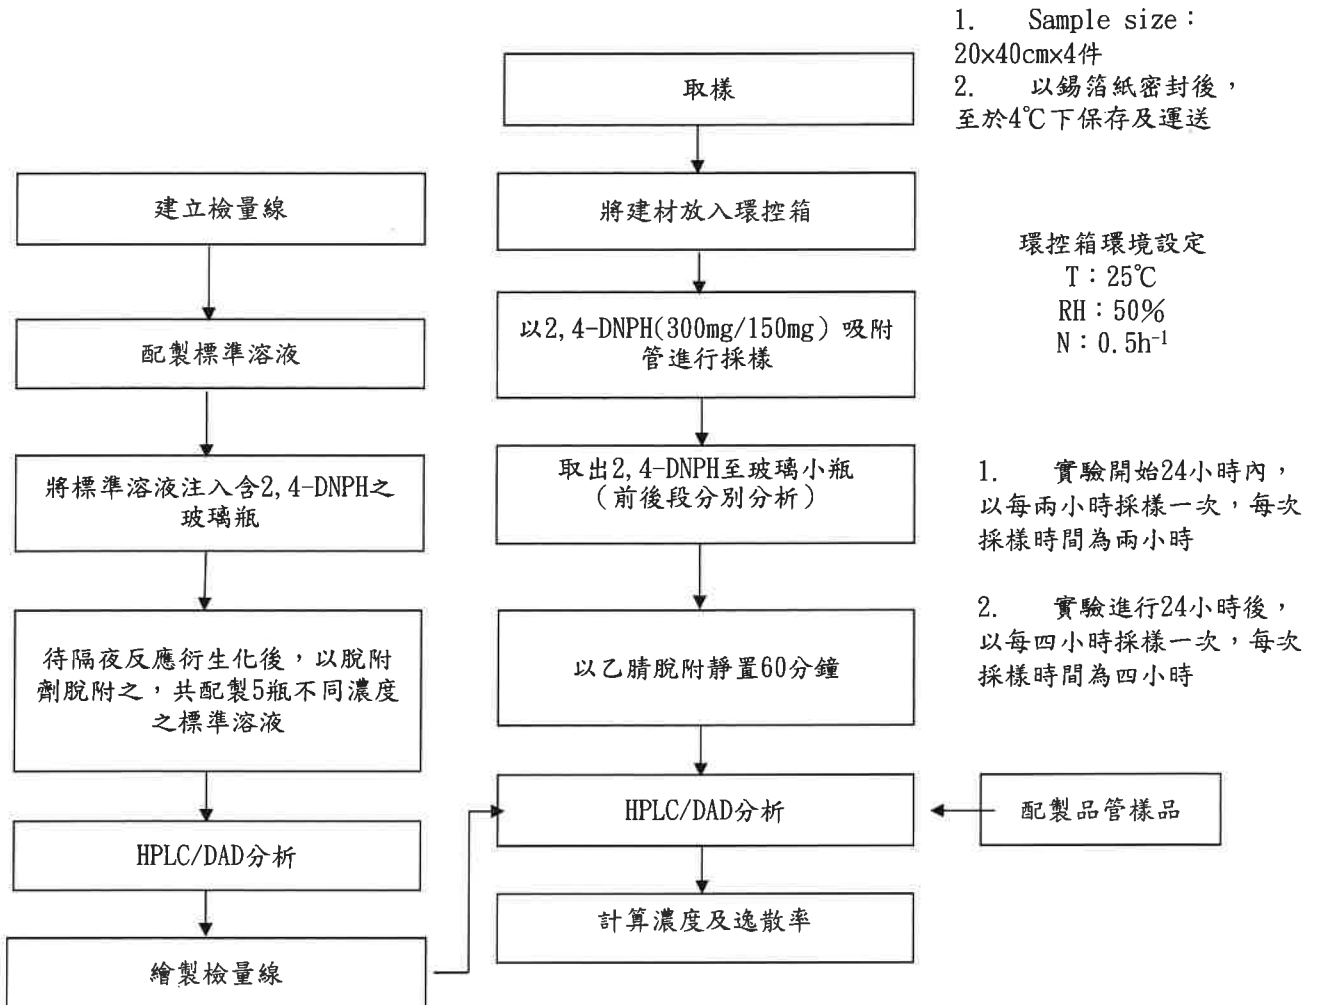 建立檢量線
配製標準溶液
將標準溶液注入含2,4-DNPH之
玻璃瓶
待隔夜反應衍生化後，以脫附
劑脫附之，共配製5瓶不同濃度
之標準溶液
HPLC/DAD分析
繪製檢量線
取樣
將建材放入環控箱
以2,4-DNPH(300mg/150mg) 吸附
管進行採樣
取出2,4-DNPH至玻璃小瓶
（前後段分別分析）
以乙腈脫附靜置60分鐘
HPLC/DAD分析
計算濃度及逸散率
配製品管樣品
1. Sample size：
20×40cm×4件
2. 以錫箔紙密封後，
至於4℃下保存及運送
環控箱環境設定
T：25℃
RH：50%
N：0.5h⁻¹
1. 實驗開始24小時內，
以每兩小時採樣一次，每次
採樣時間為兩小時
2. 實驗進行24小時後，
以每四小時採樣一次，每次
採樣時間為四小時